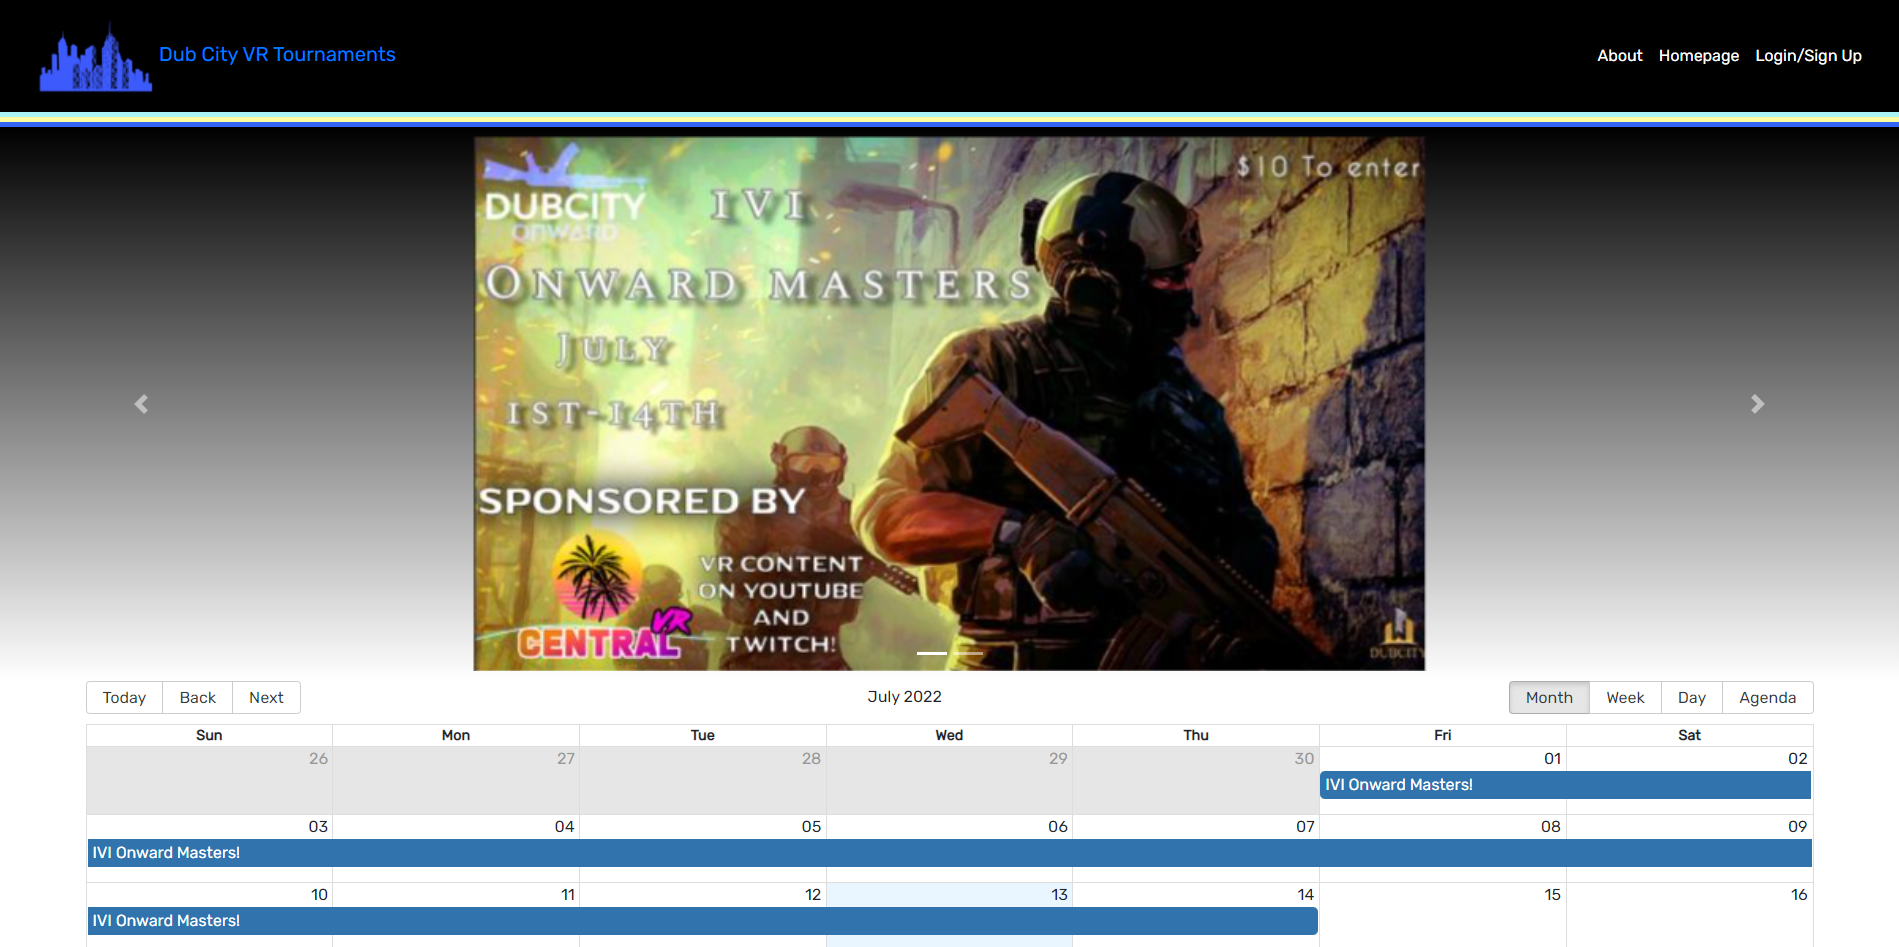 Dub City VR Tournaments
About Homepage Login/Sign Up
$10 To enter
DUBCITY
ONWARD
IVI
ONWARD MASTERS
JULY
1ST-14TH
SPONSORED BY
VR CONTENT
ON YOUTUBE
AND
TWITCH!
CENTRAL VR
DUBCITY
Today Back Next
July 2022
Month Week Day Agenda
Sun Mon Tue Wed Thu Fri Sat
26 27 28 29 30 01 02
IVI Onward Masters!
03 04 05 06 07 08 09
IVI Onward Masters!
10 11 12 13 14 15 16
IVI Onward Masters!